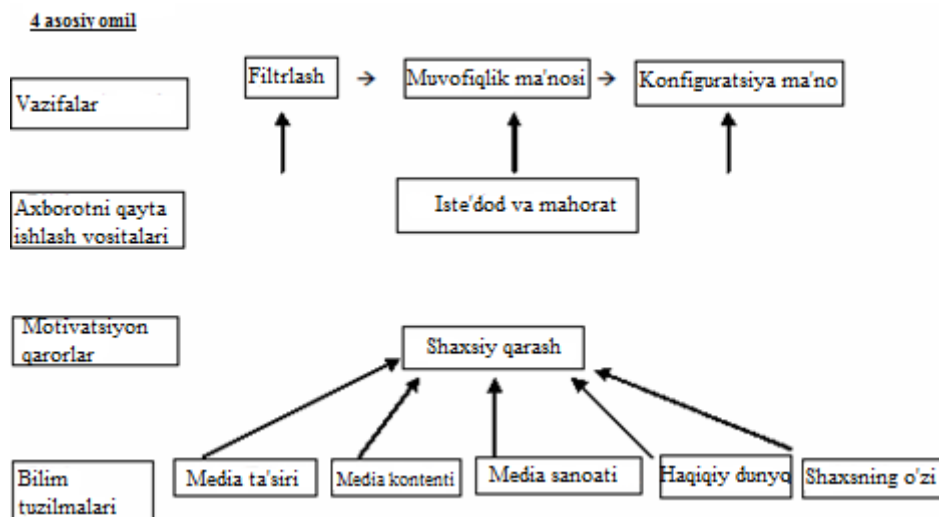 4 asosiy omil
Filtrlash → Muvofiqlik ma'nosi → Konfiguratsiya ma'no
Vazifalar
Iste'dod va mahorat
Axborotni qayta
ishlash vositalari
Motivatsiyon
qarorlar
Shaxsiy qarash
Media ta'siri
Media kontenti
Media sanoati
Haqiqiy dunyo
Shaxsning o'zi
Bilim
tuzilmalari